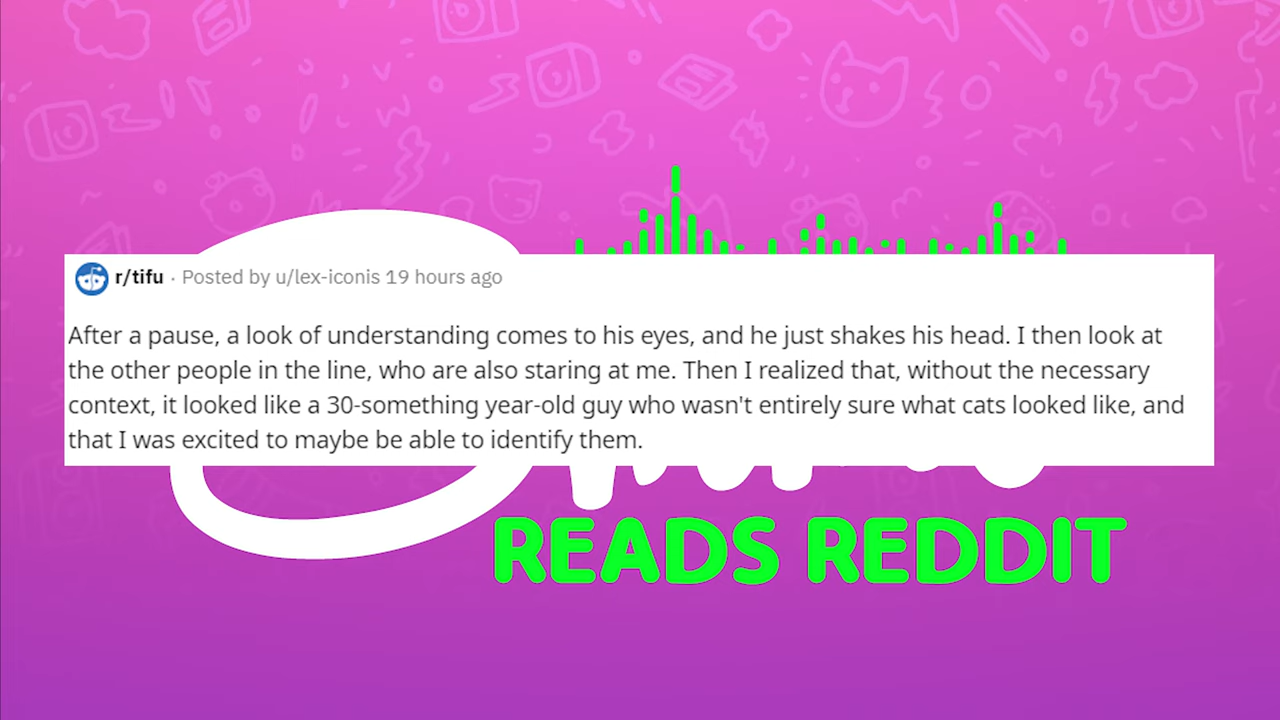 r/tifu · Posted by u/lex-iconis 19 hours ago
After a pause, a look of understanding comes to his eyes, and he just shakes his head. I then look at
the other people in the line, who are also staring at me. Then I realized that, without the necessary
context, it looked like a 30-something year-old guy who wasn't entirely sure what cats looked like, and
that I was excited to maybe be able to identify them.
READS REDDIT